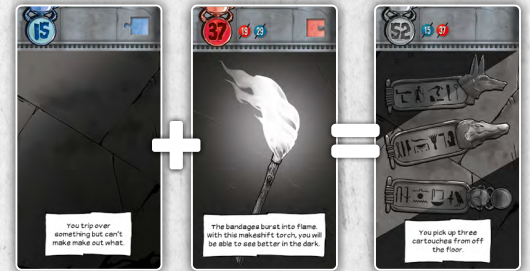 15
You trip over
something but can't
make make out what.
37 19 29
The bandages burst into flame.
With this makeshift torch, you will
be able to see better in the dark.
52 15 37
You pick up three
cartouches from off
the floor.